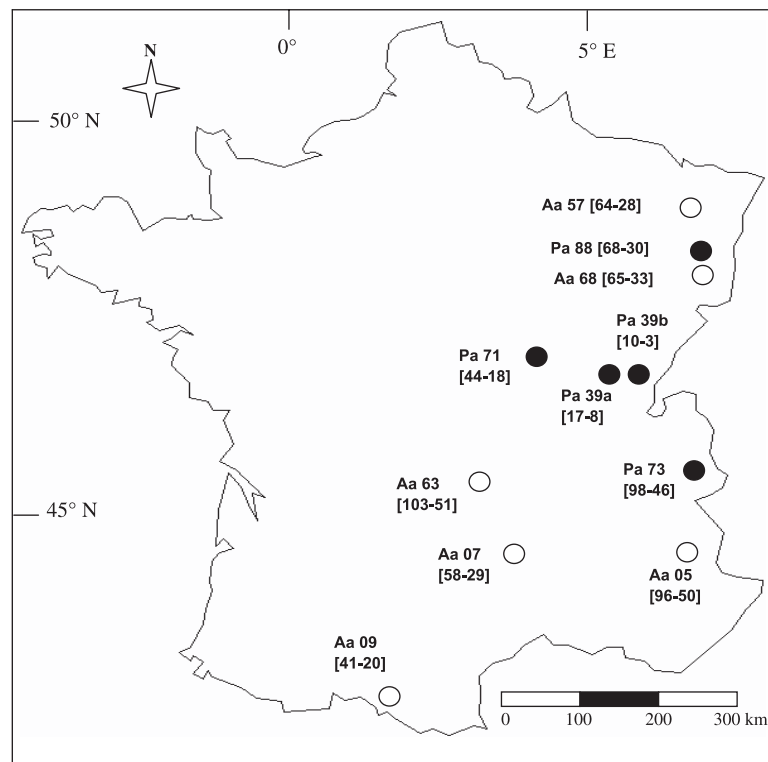 0°
5° E
N
50° N
Aa 57 [64-28]
Pa 88 [68-30]
Aa 68 [65-33]
Pa 39b
[10-3]
Pa 71
[44-18]
Pa 39a
[17-8]
Aa 63
[103-51]
Pa 73
[98-46]
45° N
Aa 07
[58-29]
Aa 05
[96-50]
Aa 09
[41-20]
0 100 200 300 km